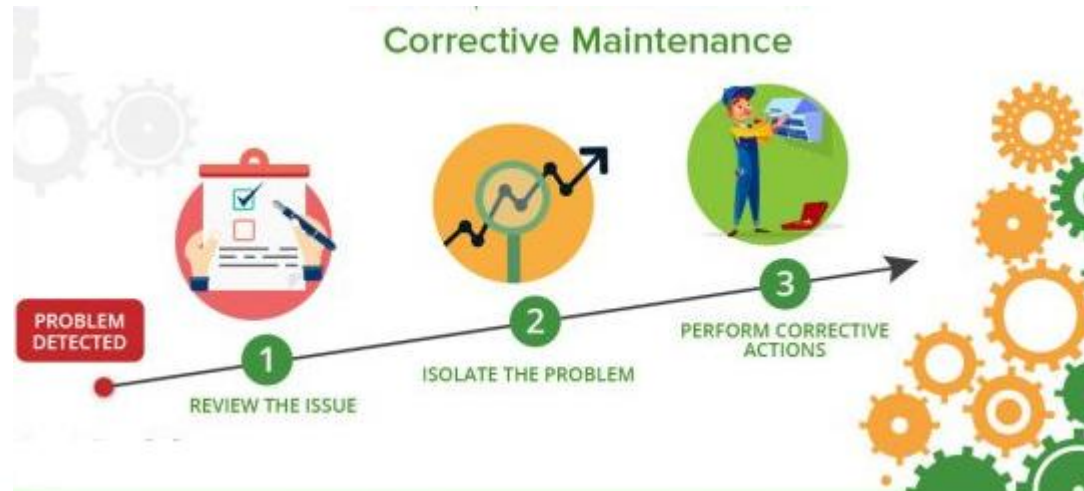 Corrective Maintenance
PROBLEM
DETECTED
1
REVIEW THE ISSUE
2
ISOLATE THE PROBLEM
3
PERFORM CORRECTIVE
ACTIONS